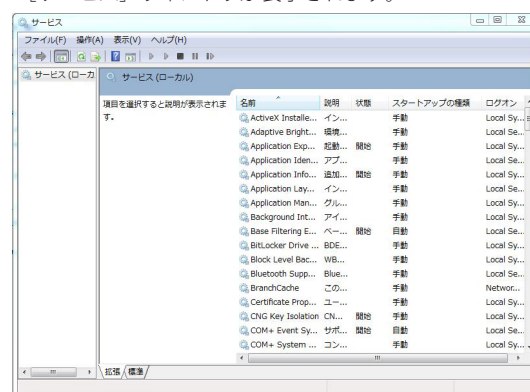 サービス
ファイル(F) 操作(A) 表示(V) ヘルプ(H)
サービス (ローカ
サービス (ローカル)
項目を選択すると説明が表示されま
す。
名前 説明 状態 スタートアップの種類 ログオン
ActiveX Installe... イン... 手動 Local Sy...
Adaptive Bright... 環境... 手動 Local Se...
Application Exp... 起動... 開始 手動 Local Sy...
Application Iden... アプ... 手動 Local Se...
Application Info... 追加... 開始 手動 Local Sy...
Application Lay... イン... 手動 Local Se...
Application Man... グル... 手動 Local Sy...
Background Int... アイ... 手動 Local Sy...
Base Filtering E... ベー... 開始 自動 Local Se...
BitLocker Drive ... BDE... 手動 Local Sy...
Block Level Bac... WB... 手動 Local Sy...
Bluetooth Supp... Blue... 手動 Local Se...
BranchCache この... 手動 Networ...
Certificate Prop... ユー... 手動 Local Sy...
CNG Key Isolation CN... 開始 手動 Local Sy...
COM+ Event Sy... サポ... 開始 自動 Local Se...
COM+ System ... コン... 手動 Local Sy...
拡張 標準